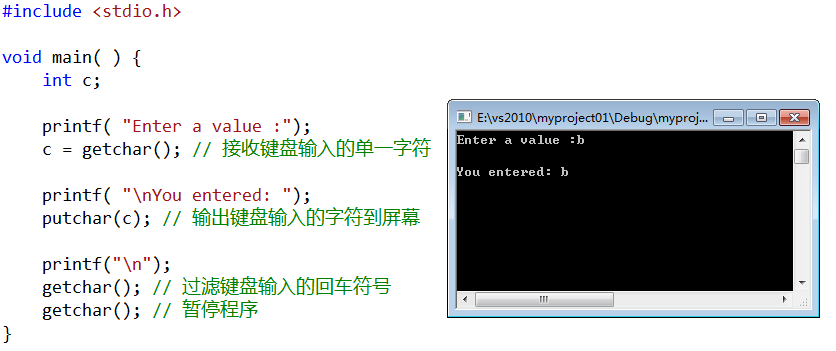 #include <stdio.h>
void main( ) {
int c;
printf( "Enter a value :");
c = getchar(); // 接收键盘输入的单一字符
printf( "\nYou entered: ");
putchar(c); // 输出键盘输入的字符到屏幕
printf("\n");
getchar(); // 过滤键盘输入的回车符号
getchar(); // 暂停程序
}
E:\vs2010\myproject01\Debug\myproj...
Enter a value :b
You entered: b